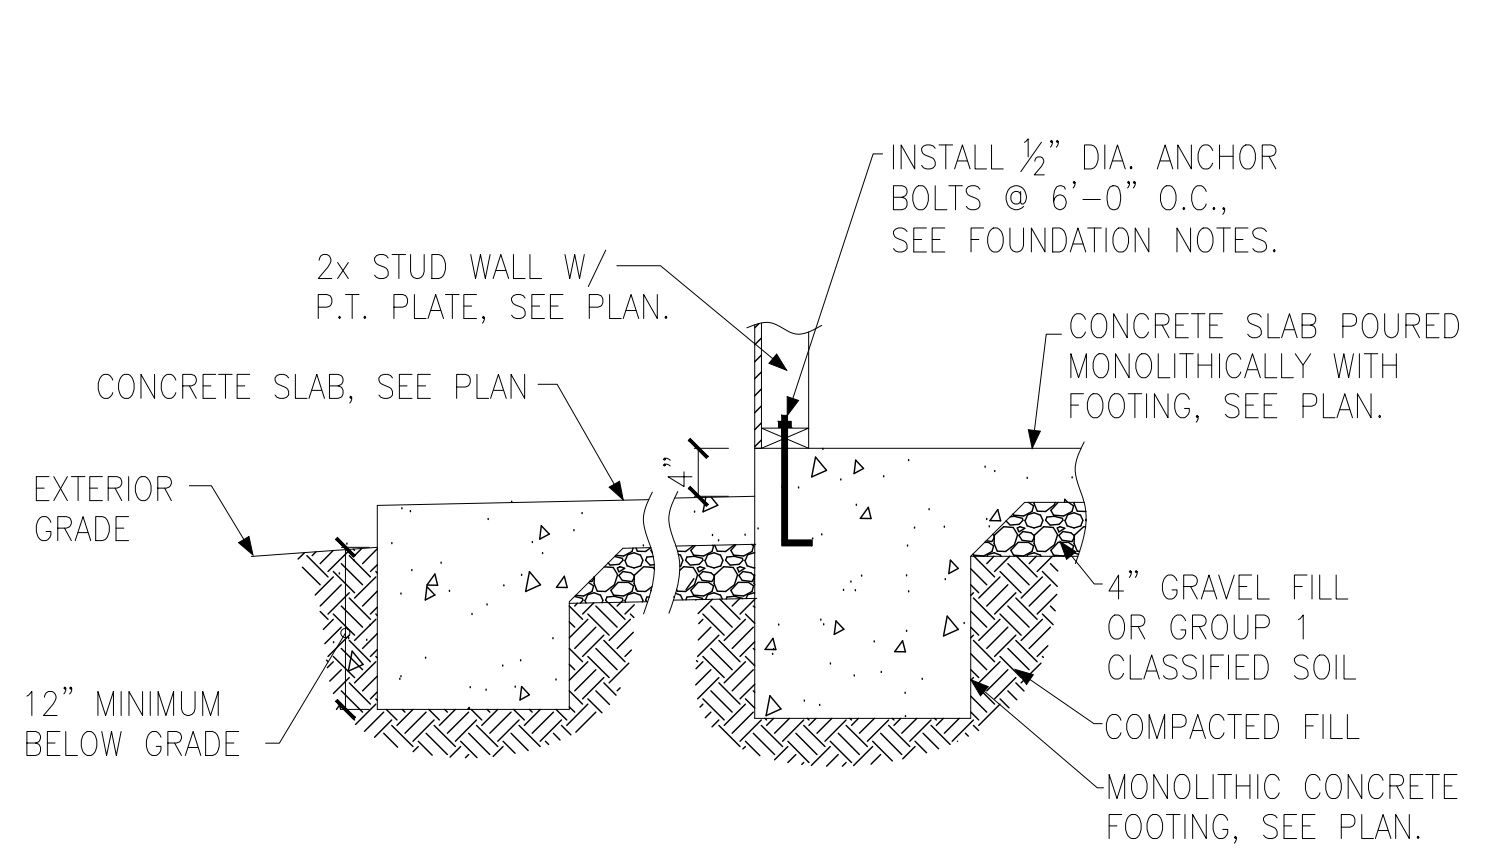 INSTALL ½" DIA. ANCHOR
BOLTS @ 6'-0" O.C.,
SEE FOUNDATION NOTES.
2x STUD WALL W/
P.T. PLATE, SEE PLAN.
CONCRETE SLAB POURED
MONOLITHICALLY WITH
FOOTING, SEE PLAN.
CONCRETE SLAB, SEE PLAN
4"
EXTERIOR
GRADE
4" GRAVEL FILL
OR GROUP 1
CLASSIFIED SOIL
12" MINIMUM
BELOW GRADE
COMPACTED FILL
MONOLITHIC CONCRETE
FOOTING, SEE PLAN.